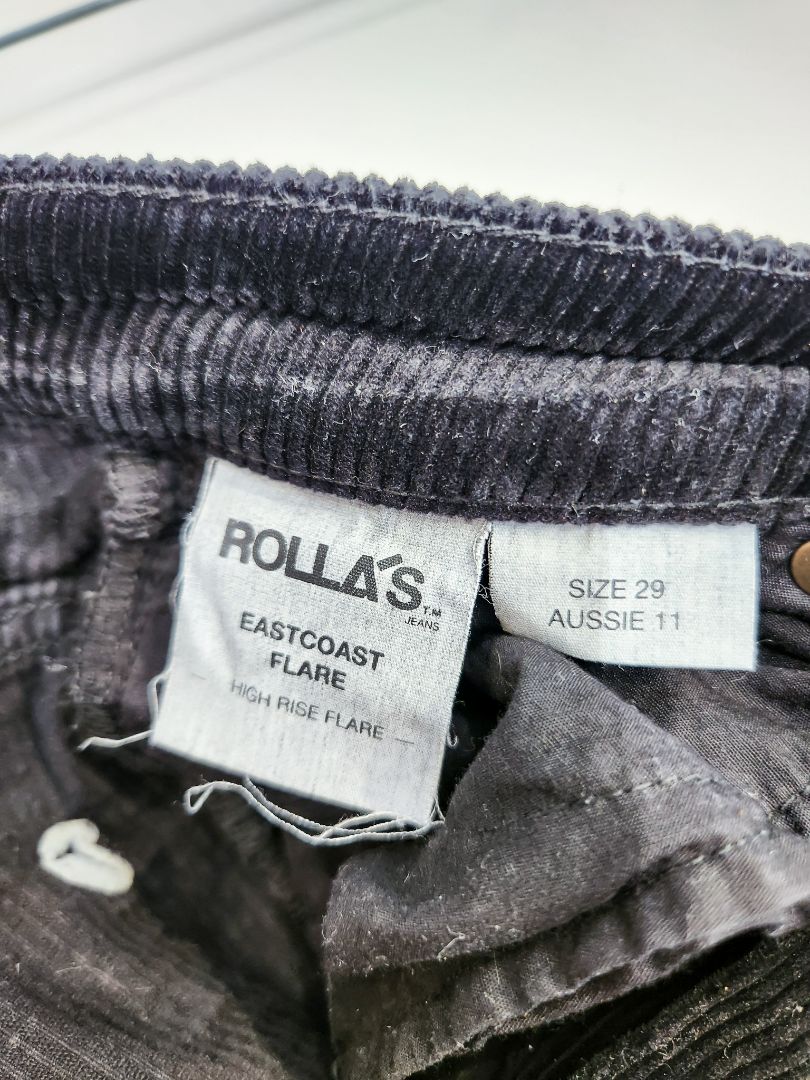 ROLLA'S T.M
JEANS
EASTCOAST
FLARE
- HIGH RISE FLARE -
SIZE 29
AUSSIE 11